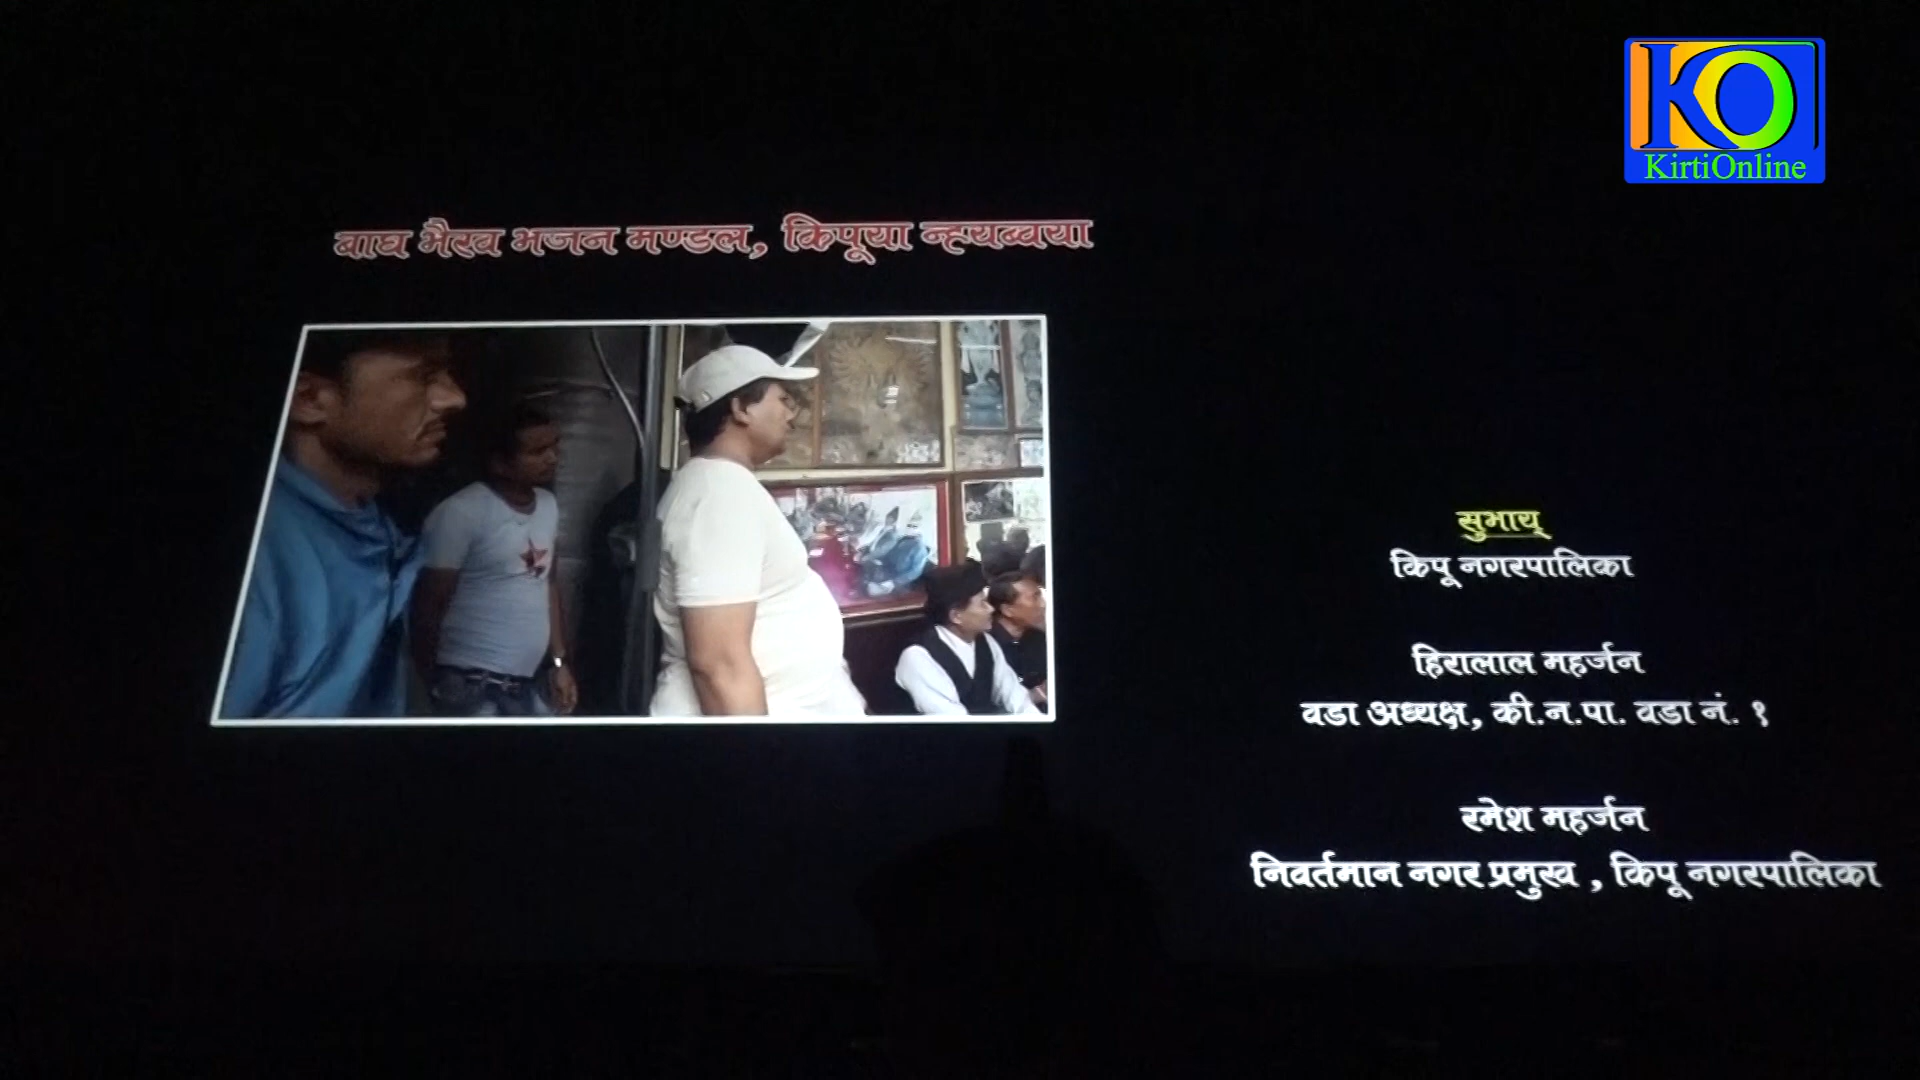 KO
KirtiOnline
बाघ भैरव भजन मण्डल, किपूया न्ह्यब्वया
सुभाय्
किपू नगरपालिका
हिरालाल महर्जन
वडा अध्यक्ष, की.न.पा. वडा नं. १
रमेश महर्जन
निवर्तमान नगर प्रमुख , किपू नगरपालिका